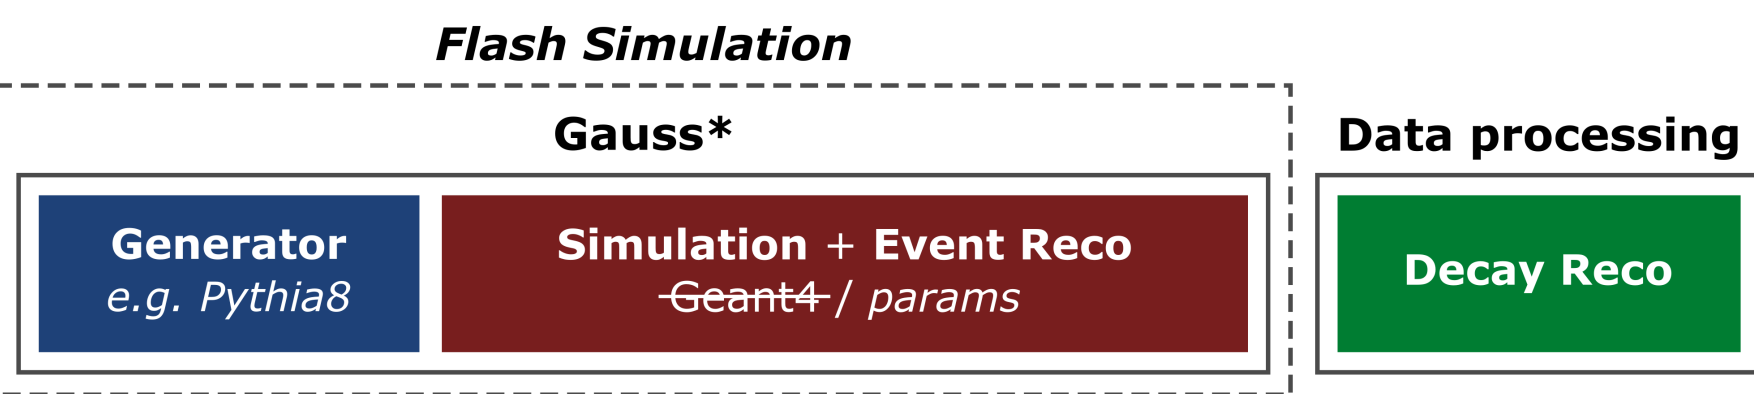 Flash Simulation
Gauss*
Data processing
Generator
e.g. Pythia8
Simulation + Event Reco
Geant4 / params
Decay Reco